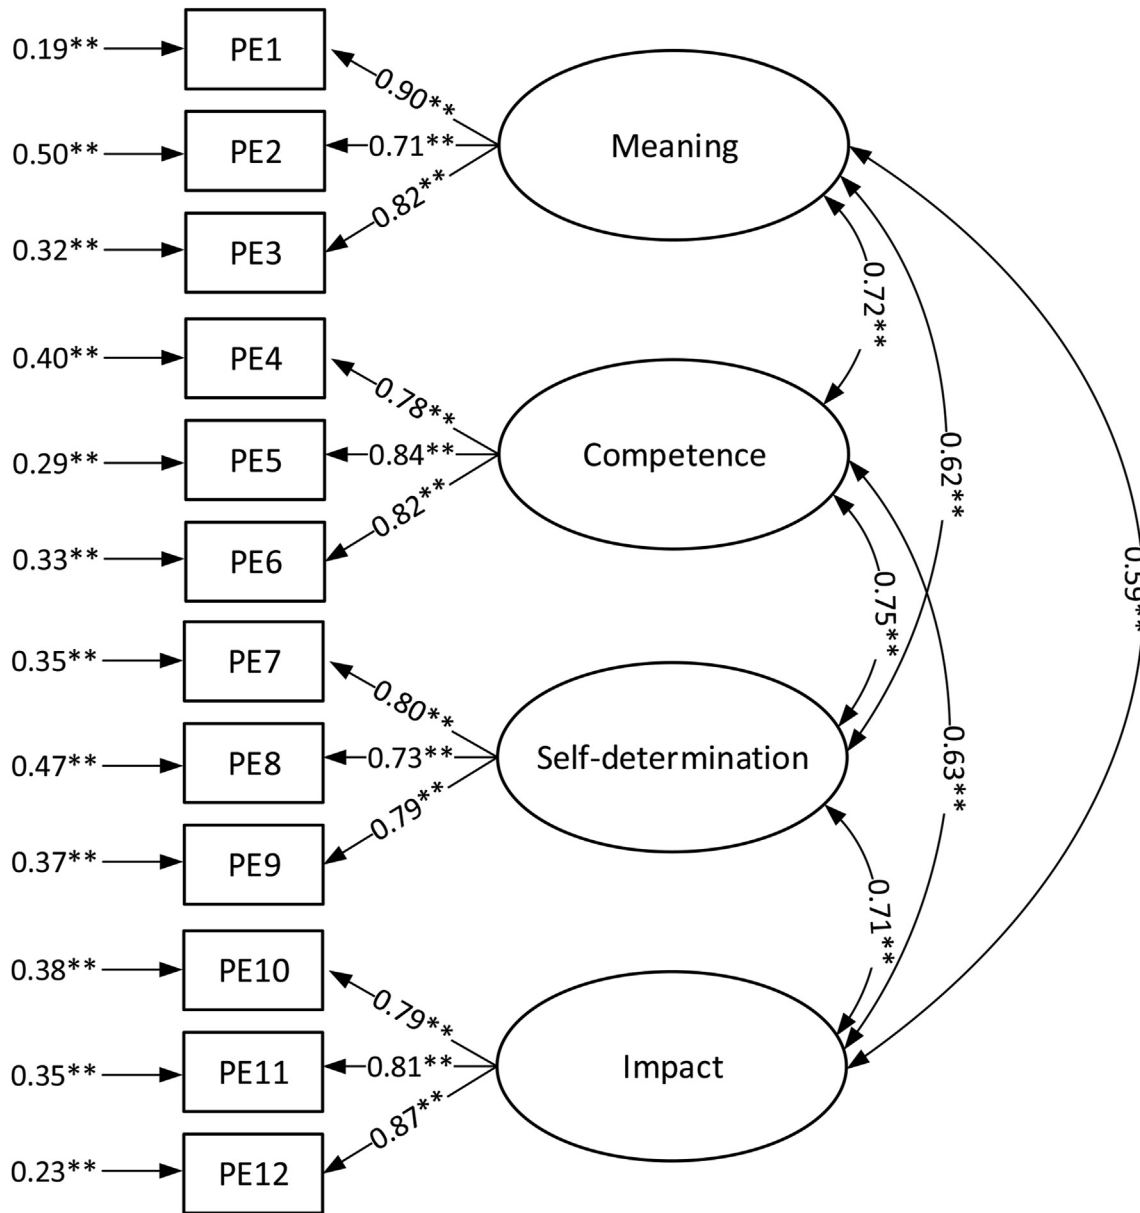 0.19**
PE1
0.90**
0.50**
PE2
0.71**
Meaning
0.32**
PE3
0.82**
0.72**
0.40**
PE4
0.78**
0.29**
PE5
0.84**
Competence
0.62**
0.33**
PE6
0.82**
0.75**
0.59**
0.35**
PE7
0.80**
0.47**
PE8
0.73**
Self-determination
0.63**
0.37**
PE9
0.79**
0.71**
0.38**
PE10
0.79**
0.35**
PE11
0.81**
Impact
0.23**
PE12
0.87**